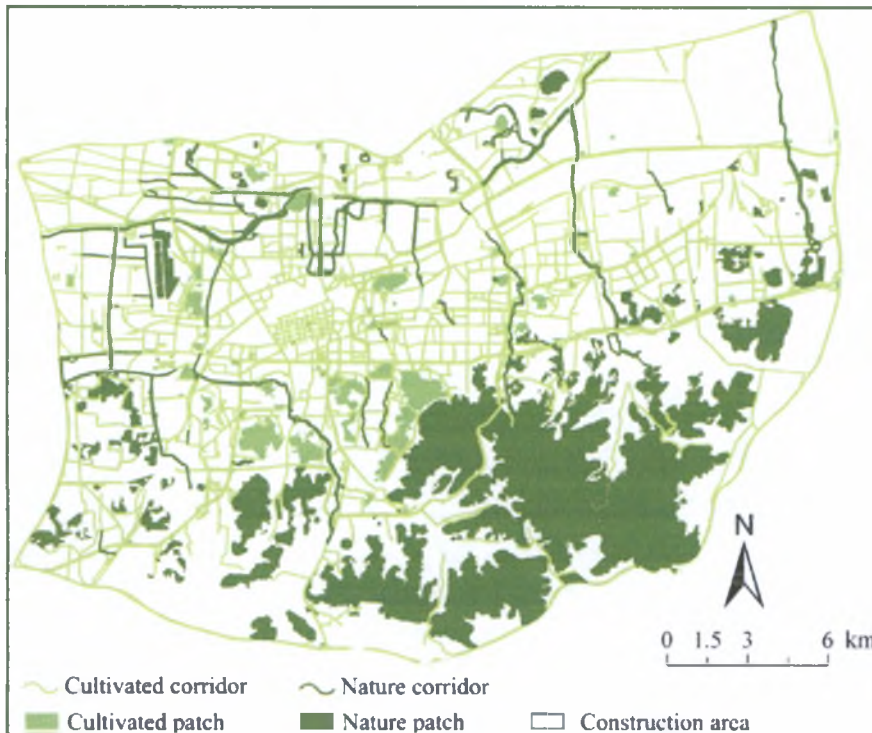 N
0 1.5 3 6 km
Cultivated corridor Nature corridor
Cultivated patch Nature patch Construction area